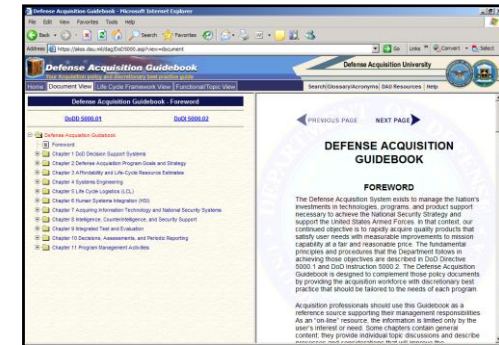 Defense Acquisition Guidebook - Microsoft Internet Explorer
File Edit View Favorites Tools Help
Back Search Favorites
Address https://akss.dau.mil/dag/DoD5000.asp?view=document Go Links Convert Select
Defense Acquisition Guidebook
Your Acquisition policy and discretionary best practice guide
Defense Acquisition University
Home Document View Life Cycle Framework View Functional/Topic View
Search Glossary/Acronyms DAU Resources Help
Defense Acquisition Guidebook - Foreword
DoDD 5000.01 DoDI 5000.02
Defense Acquisition Guidebook
Foreword
Chapter 1 DoD Decision Support Systems
Chapter 2 Defense Acquisition Program Goals and Strategy
Chapter 3 Affordability and Life-Cycle Resource Estimates
Chapter 4 Systems Engineering
Chapter 5 Life Cycle Logistics (LCL)
Chapter 6 Human Systems Integration (HSI)
Chapter 7 Acquiring Information Technology and National Security Systems
Chapter 8 Intelligence, Counterintelligence, and Security Support
Chapter 9 Integrated Test and Evaluation
Chapter 10 Decisions, Assessments, and Periodic Reporting
Chapter 11 Program Management Activities
PREVIOUS PAGE NEXT PAGE
DEFENSE ACQUISITION
GUIDEBOOK
FOREWORD
The Defense Acquisition System exists to manage the Nation's
investments in technologies, programs, and product support
necessary to achieve the National Security Strategy and
support the United States Armed Forces. In that context, our
continued objective is to rapidly acquire quality products that
satisfy user needs with measurable improvements to mission
capability at a fair and reasonable price. The fundamental
principles and procedures that the Department follows in
achieving those objectives are described in DoD Directive
5000.1 and DoD Instruction 5000.2. The Defense Acquisition
Guidebook is designed to complement those policy documents
by providing the acquisition workforce with discretionary best
practice that should be tailored to the needs of each program.
Acquisition professionals should use this Guidebook as a
reference source supporting their management responsibilities.
As an "on-line" resource, the information is limited only by the
user's interest or need. Some chapters contain general
content; they provide individual topic discussions and describe
processes and considerations that will improve the